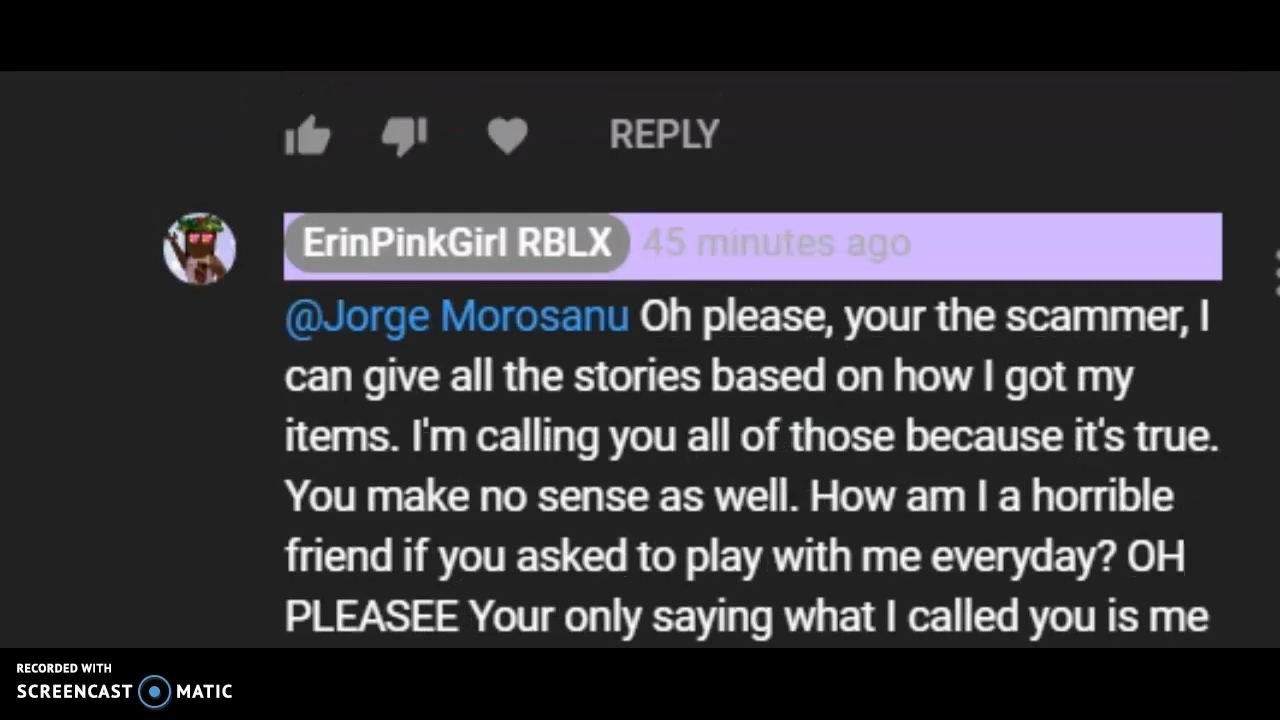 REPLY
ErinPinkGirl RBLX 45 minutes ago
@Jorge Morosanu Oh please, your the scammer, I
can give all the stories based on how I got my
items. I'm calling you all of those because it's true.
You make no sense as well. How am I a horrible
friend if you asked to play with me everyday? OH
PLEASEE Your only saying what I called you is me
RECORDED WITH
SCREENCAST MATIC